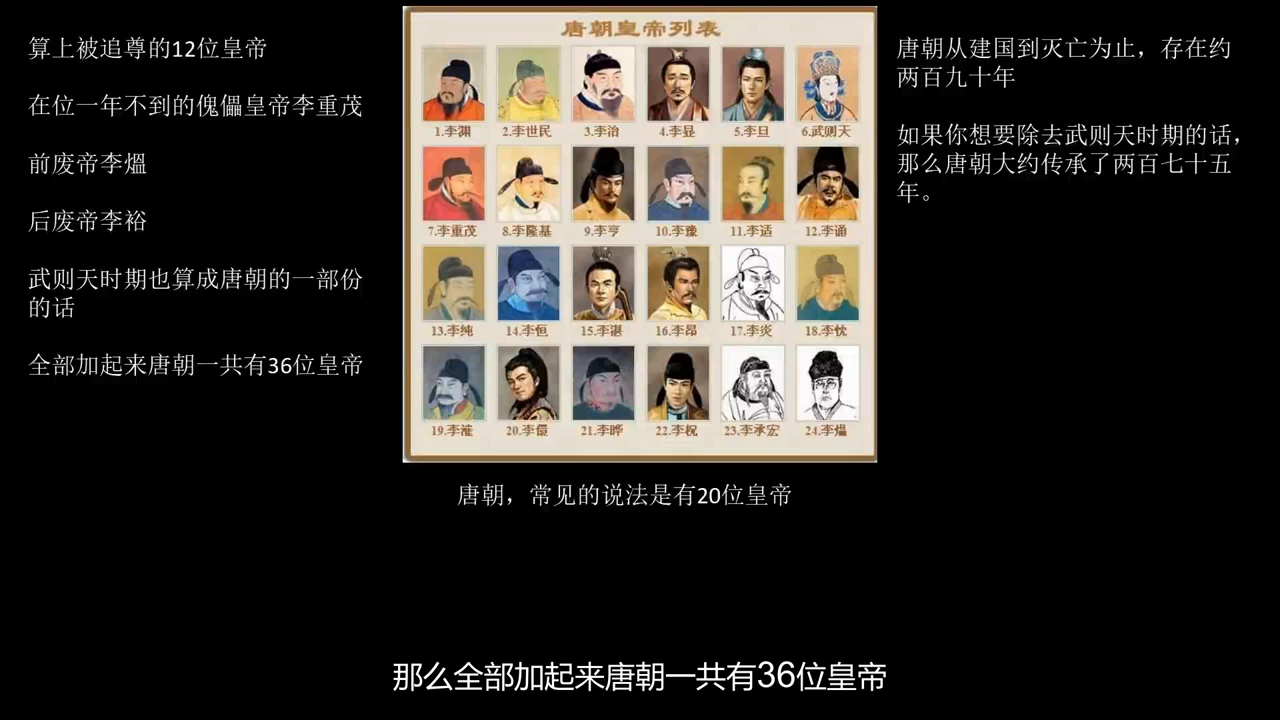 算上被追尊的12位皇帝
在位一年不到的傀儡皇帝李重茂
前废帝李熅
后废帝李裕
武则天时期也算成唐朝的一部份
的话
全部加起来唐朝一共有36位皇帝
唐朝皇帝列表
1.李渊
2.李世民
3.李治
4.李显
5.李旦
6.武则天
7.李重茂
8.李隆基
9.李亨
10.李豫
11.李适
12.李诵
13.李纯
14.李恒
15.李湛
16.李昂
17.李炎
18.李忱
19.李漼
20.李儇
21.李晔
22.李柷
23.李承宏
24.李熅
唐朝从建国到灭亡为止，存在约
两百九十年
如果你想要除去武则天时期的话，
那么唐朝大约传承了两百七十五
年。
唐朝，常见的说法是有20位皇帝
那么全部加起来唐朝一共有36位皇帝